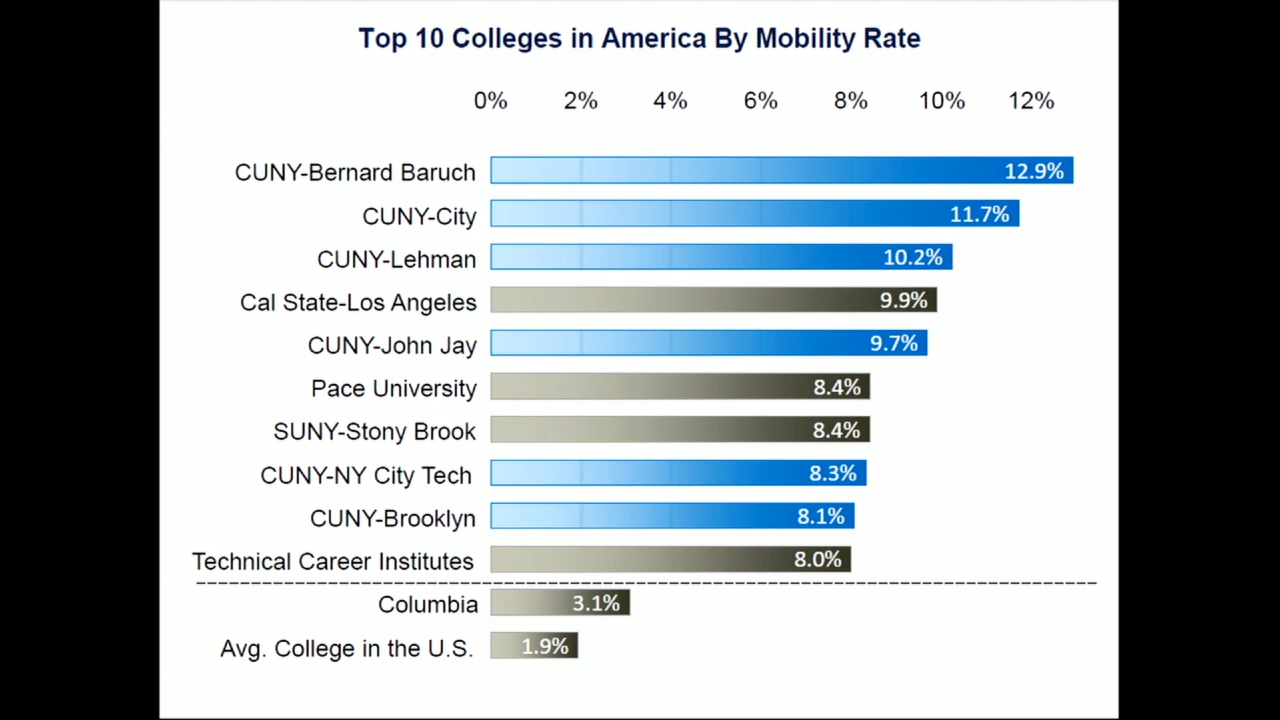 Top 10 Colleges in America By Mobility Rate
0% 2% 4% 6% 8% 10% 12%
CUNY-Bernard Baruch 12.9%
CUNY-City 11.7%
CUNY-Lehman 10.2%
Cal State-Los Angeles 9.9%
CUNY-John Jay 9.7%
Pace University 8.4%
SUNY-Stony Brook 8.4%
CUNY-NY City Tech 8.3%
CUNY-Brooklyn 8.1%
Technical Career Institutes 8.0%
Columbia 3.1%
Avg. College in the U.S. 1.9%